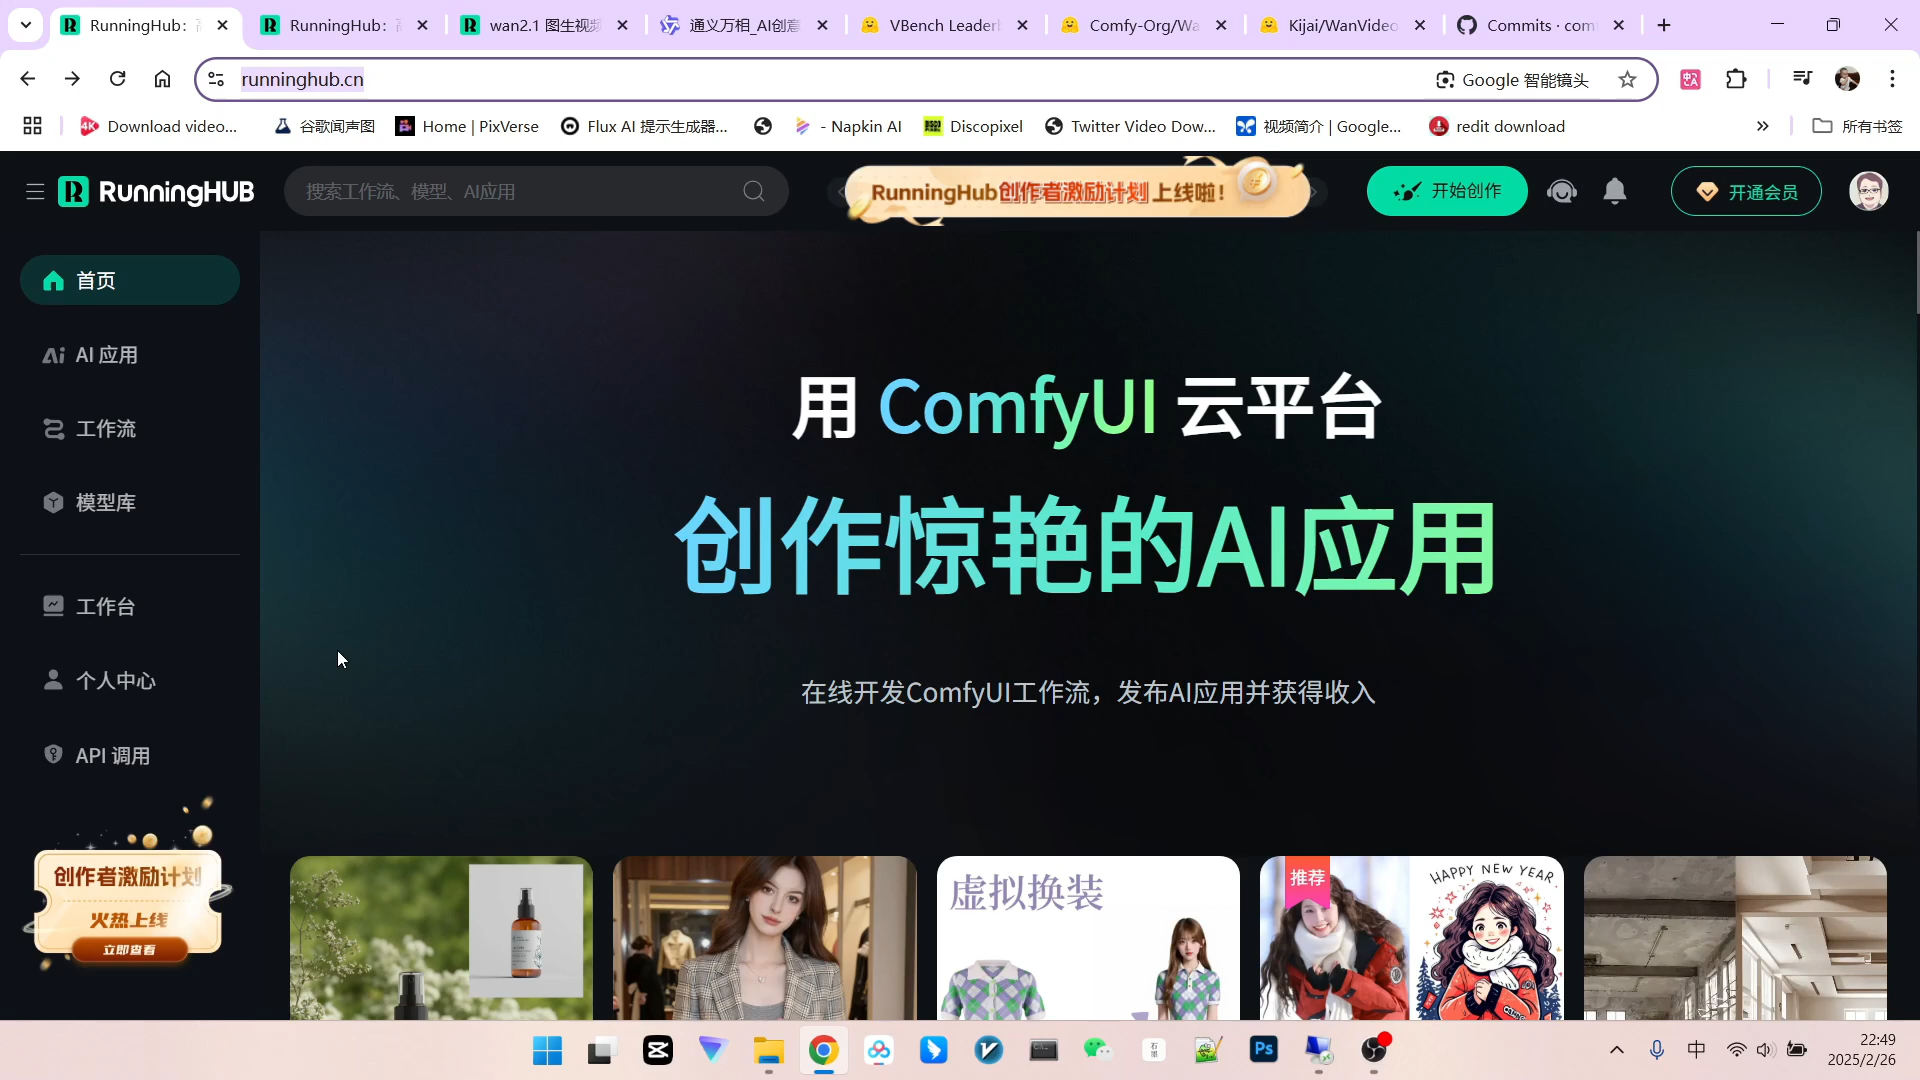 RunningHub:
RunningHub:
wan2.1 图生视频
通义万相_AI创意
VBench Leader
Comfy-Org/Wa
Kijai/WanVideo
Commits · com
runninghub.cn
Google 智能镜头
Download video...
谷歌闻声图
Home | PixVerse
Flux AI 提示生成器...
- Napkin AI
Discopixel
Twitter Video Dow...
视频简介 | Google...
redit download
所有书签
RunningHUB
搜索工作流、模型、AI应用
RunningHub创作者激励计划 上线啦!
开始创作
开通会员
首页
AI 应用
工作流
模型库
工作台
个人中心
API 调用
创作者激励计划
火热上线
立即查看
用 ComfyUI 云平台
创作惊艳的AI应用
在线开发ComfyUI工作流，发布AI应用并获得收入
虚拟换装
推荐
HAPPY NEW YEAR
中
22:49
2025/2/26